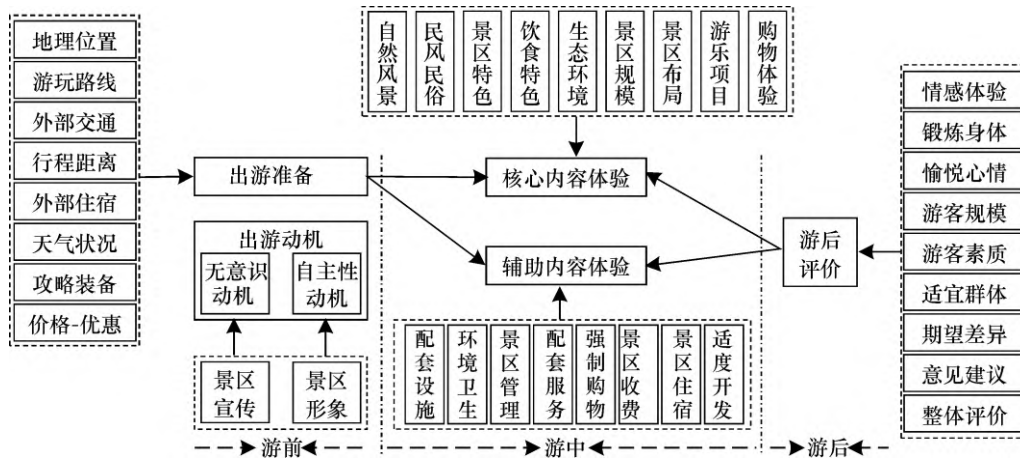 地理位置
游玩路线
外部交通
行程距离
外部住宿
天气状况
攻略装备
价格-优惠
出游准备
出游动机
无意识
动机
自主性
动机
景区
宣传
景区
形象
游前
自然风景
民风民俗
景区特色
饮食特色
生态环境
景区规模
景区布局
游乐项目
购物体验
核心内容体验
辅助内容体验
配套设施
环境卫生
景区管理
配套服务
强制购物
景区收费
景区住宿
适度开发
游中
游后
评价
游后
情感体验
锻炼身体
愉悦心情
游客规模
游客素质
适宜群体
期望差异
意见建议
整体评价